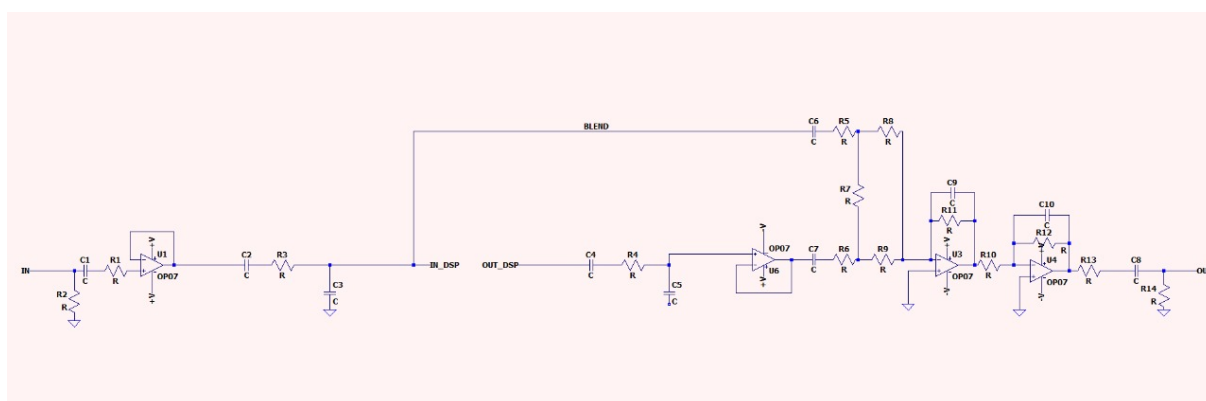 BLEND
C6
C
R5
R
R8
R
R7
R
C9
C
R11
R
C10
C
R12
R
IN
C1
C
R1
R
R2
R
+V
U1
OP07
+V
C2
C
R3
R
C3
C
IN_DSP
OUT_DSP
C4
C
R4
R
C5
C
-V
OP07
U6
+V
C7
C
R6
R
R9
R
+V
U3
OP07
-V
R10
R
U4
OP07
-V
R13
R
C8
C
R14
R
OU